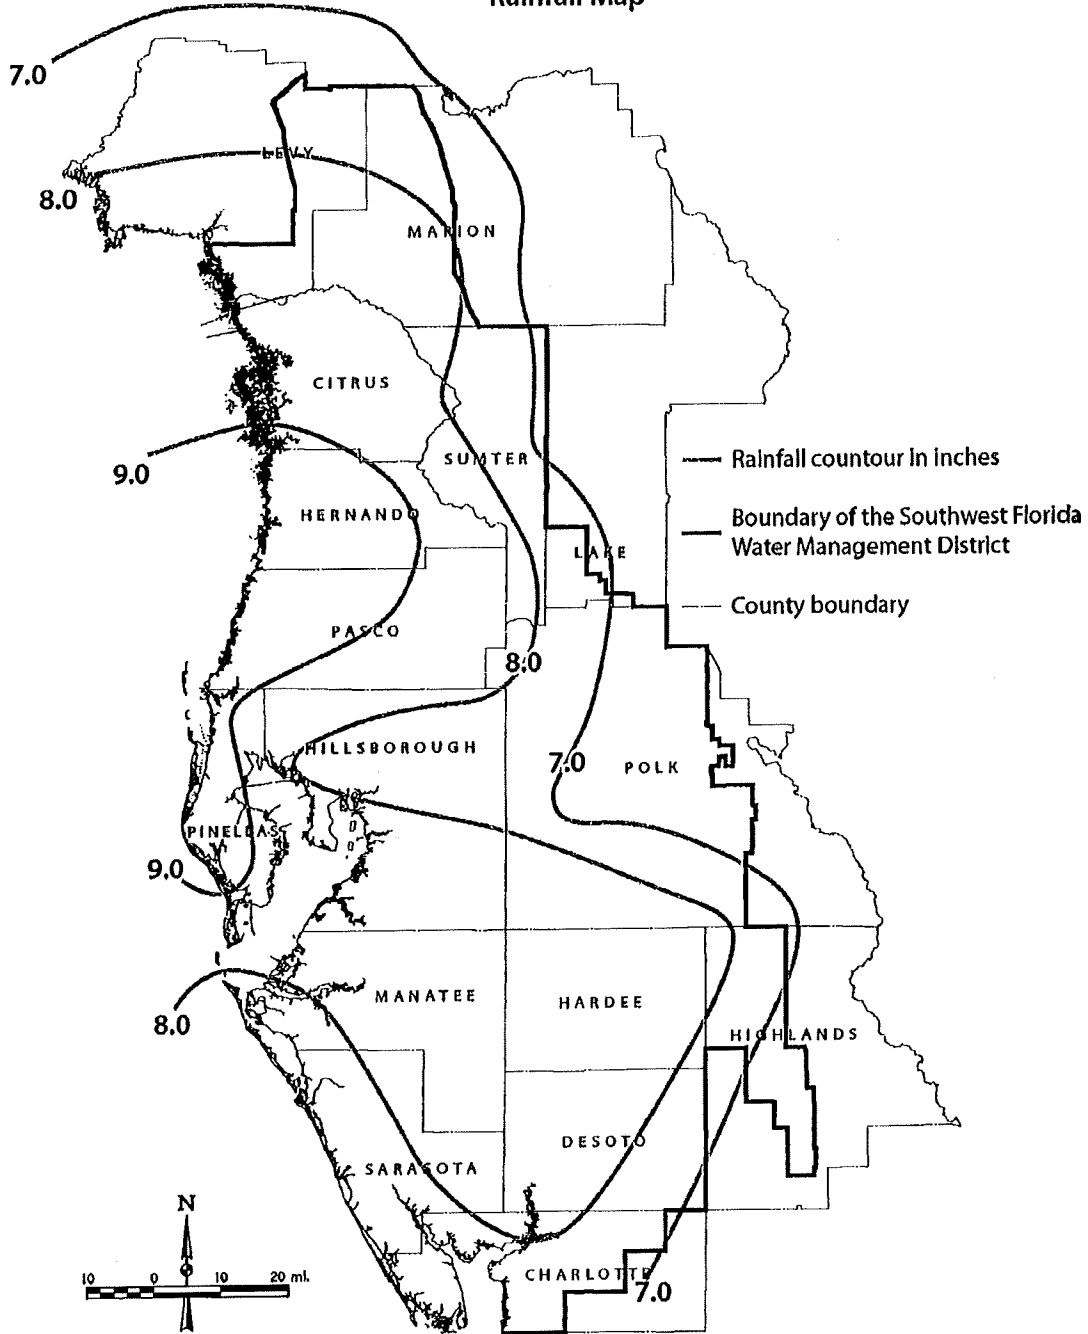 Rainfall Map
7.0
LEVY
8.0
MARION
CITRUS
9.0
SUMTER
Rainfall countour in inches
HERNANDO
Boundary of the Southwest Florida
Water Management District
LAKE
County boundary
PASCO
8.0
HILLSBOROUGH
7.0
POLK
PINELLAS
9.0
MANATEE
HARDEE
8.0
HIGHLANDS
DESOTO
SARASOTA
N
CHARLOTTE
10 0 10 20 mi.
7.0